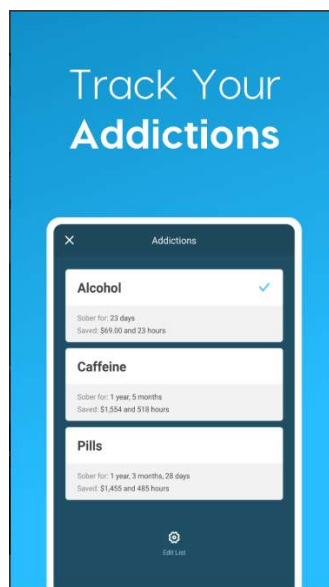 Track Your
Addictions
Addictions
Alcohol
Sober for: 23 days
Saved: $69.00 and 23 hours
Caffeine
Sober for: 1 year, 5 months
Saved: $1,554 and 518 hours
Pills
Sober for: 1 year, 3 months, 28 days
Saved: $1,455 and 485 hours
Edit List